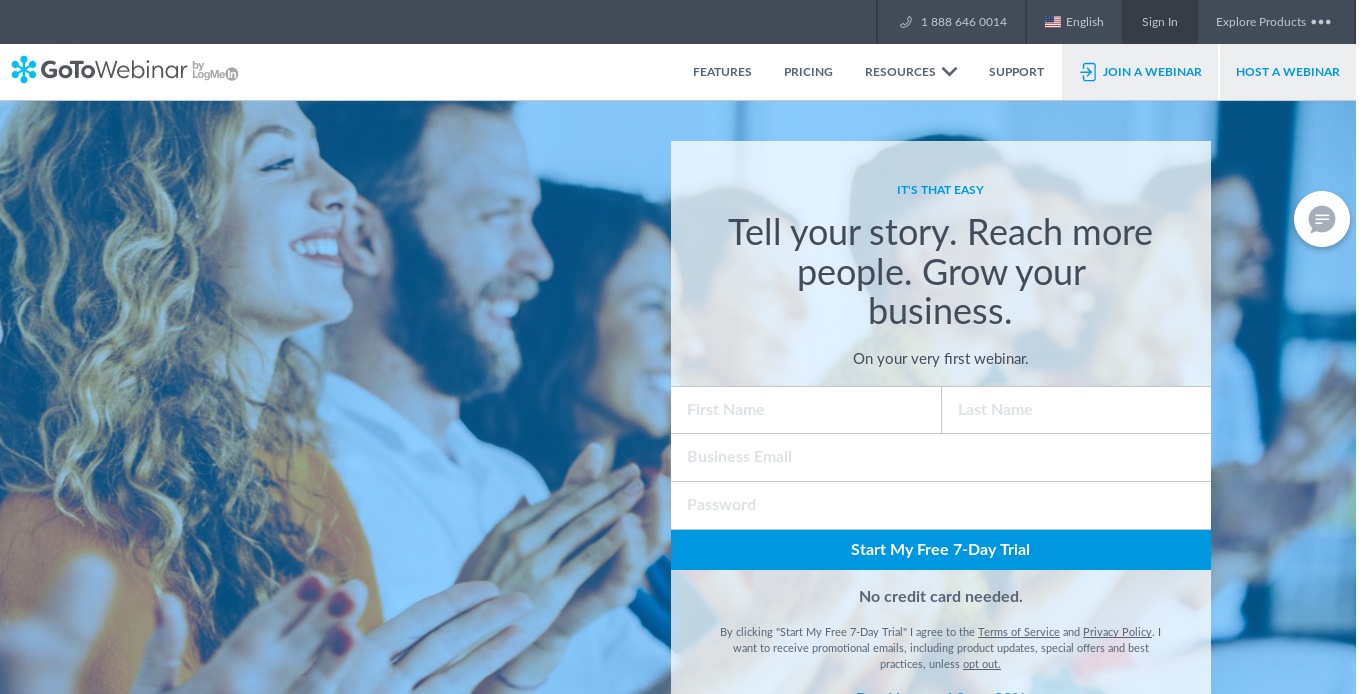 1 888 646 0014
English
Sign In
Explore Products
GoToWebinar by LogMeIn
FEATURES
PRICING
RESOURCES
SUPPORT
JOIN A WEBINAR
HOST A WEBINAR
IT'S THAT EASY
Tell your story. Reach more
people. Grow your
business.
On your very first webinar.
First Name
Last Name
Business Email
Password
Start My Free 7-Day Trial
No credit card needed.
By clicking "Start My Free 7-Day Trial" I agree to the Terms of Service and Privacy Policy. I
want to receive promotional emails, including product updates, special offers and best
practices, unless opt out.